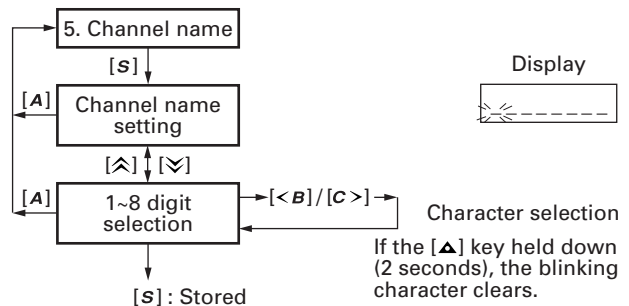 5. Channel name
[S]
Display
[A]
Channel name
setting
[︽] [︾]
[A]
1~8 digit
selection
[<B]/[C>]
Character selection
If the [▲] key held down
(2 seconds), the blinking
character clears.
[S] : Stored